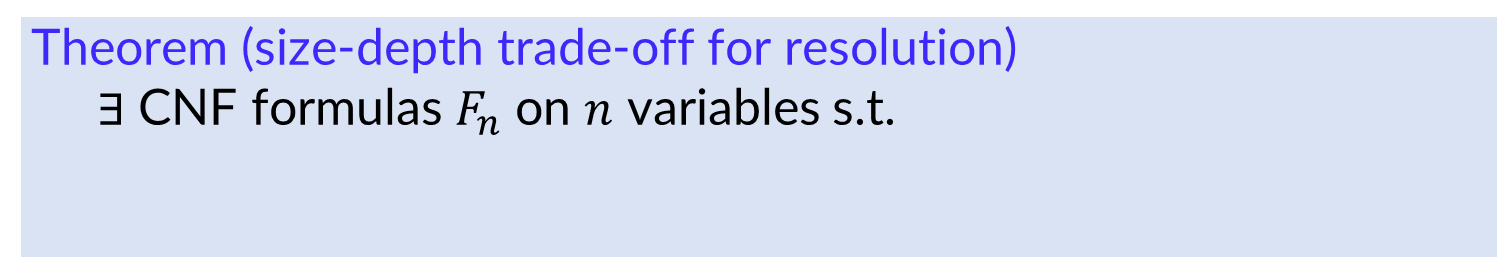 Theorem (size-depth trade-off for resolution)
∃ CNF formulas 𝐹ₙ on 𝑛 variables s.t.